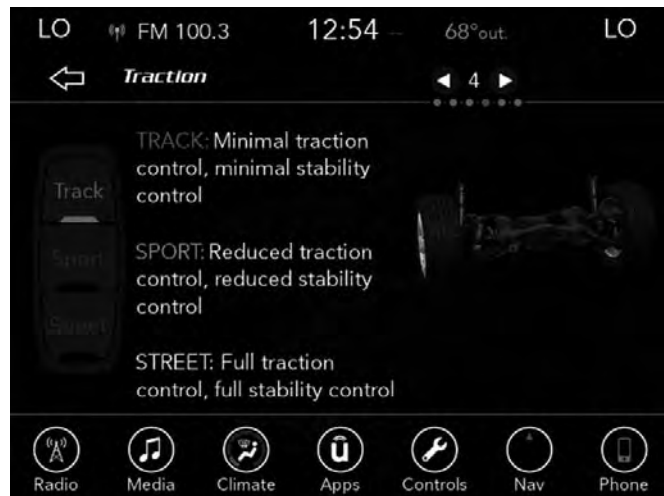 LO FM 100.3 12:54 -- 68°out. LO
Traction
4
TRACK: Minimal traction
control, minimal stability
control
Track
SPORT: Reduced traction
control, reduced stability
control
Sport
Street
STREET: Full traction
control, full stability control
Radio Media Climate Apps Controls Nav Phone